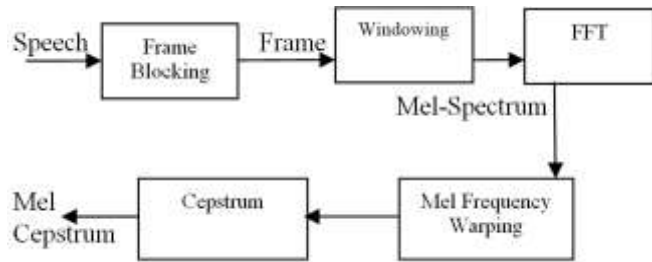 Speech
Frame
Blocking
Frame
Windowing
FFT
Mel-Spectrum
Mel
Cepstrum
Cepstrum
Mel Frequency
Warping